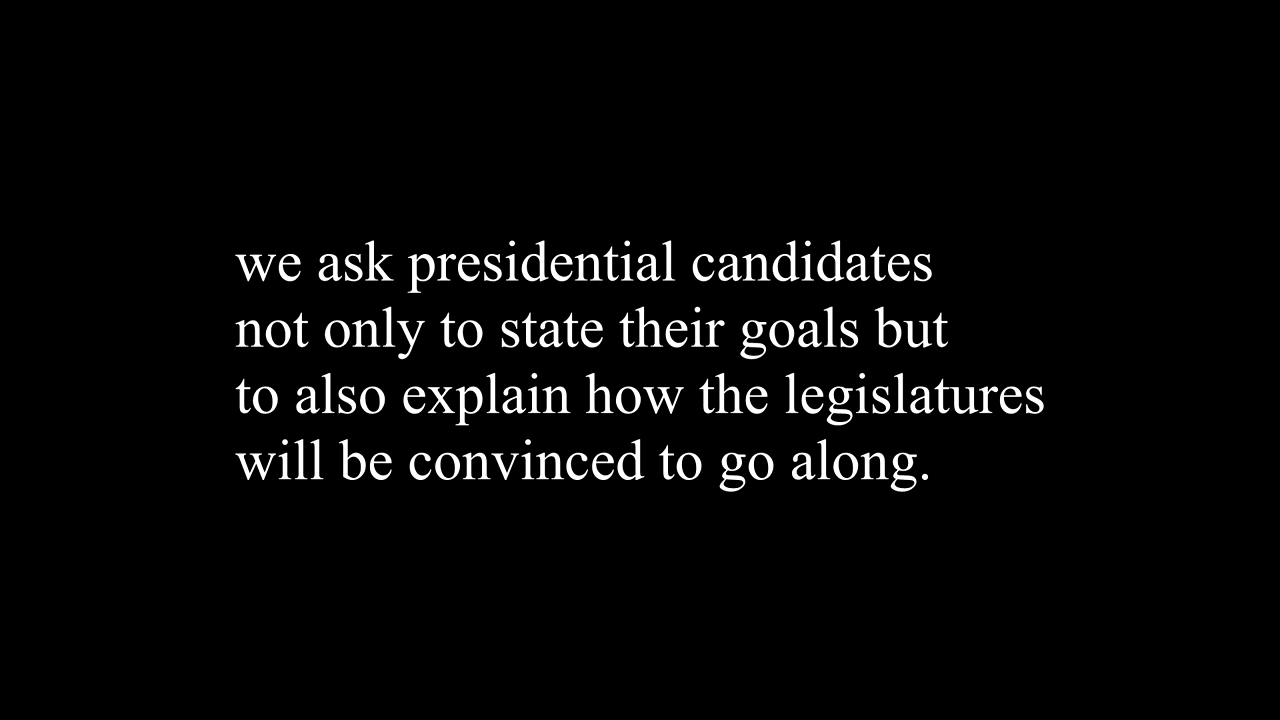 we ask presidential candidates
not only to state their goals but
to also explain how the legislatures
will be convinced to go along.